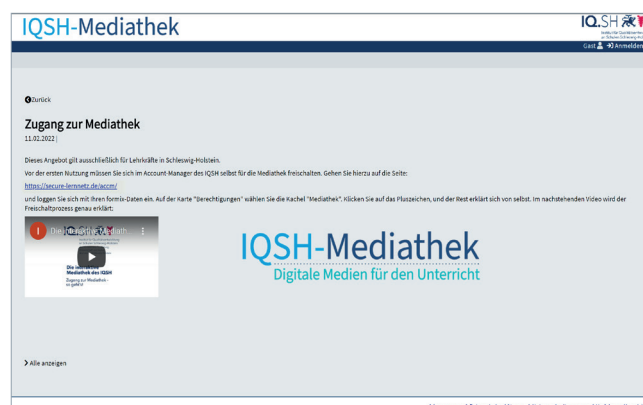 IQSH-Mediathek
IQ.SH
Gast Anmelden
Zurück
Zugang zur Mediathek
11.02.2022 |
Dieses Angebot gilt ausschließlich für Lehrkräfte in Schleswig-Holstein.
Vor der ersten Nutzung müssen Sie sich im Account-Manager des IQSH selbst für die Mediathek freischalten. Gehen Sie hierzu auf die Seite:
https://secure-lernnetz.de/accm/
und loggen Sie sich mit Ihren formix-Daten ein. Auf der Karte "Berechtigungen" wählen Sie die Kachel "Mediathek". Klicken Sie auf das Pluszeichen, und der Rest erklärt sich von selbst. Im nachstehenden Video wird der
Freischaltprozess genau erklärt:
I
Die interaktive
Mediathek des IQSH
Zugang zur Mediathek -
so geht's!
IQSH-Mediathek
Digitale Medien für den Unterricht
Alle anzeigen